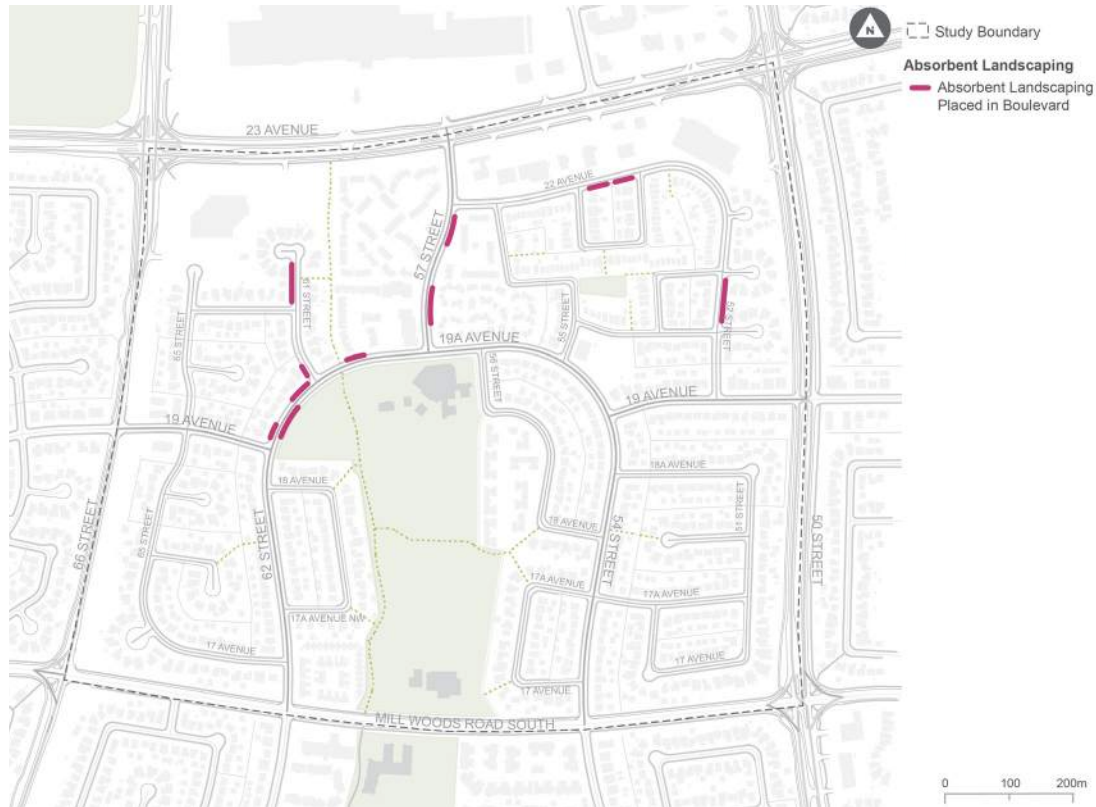 N
Study Boundary
Absorbent Landscaping
Absorbent Landscaping
Placed in Boulevard
23 AVENUE
22 AVENUE
57 STREET
61 STREET
65 STREET
52 STREET
55 STREET
19A AVENUE
56 STREET
19 AVENUE
19 AVENUE
18A AVENUE
18 AVENUE
51 STREET
66 STREET
62 STREET
65 STREET
54 STREET
50 STREET
18 AVENUE
17A AVENUE
17A AVENUE
17A AVENUE NW
17 AVENUE
17 AVENUE
17 AVENUE
MILL WOODS ROAD SOUTH
0 100 200m